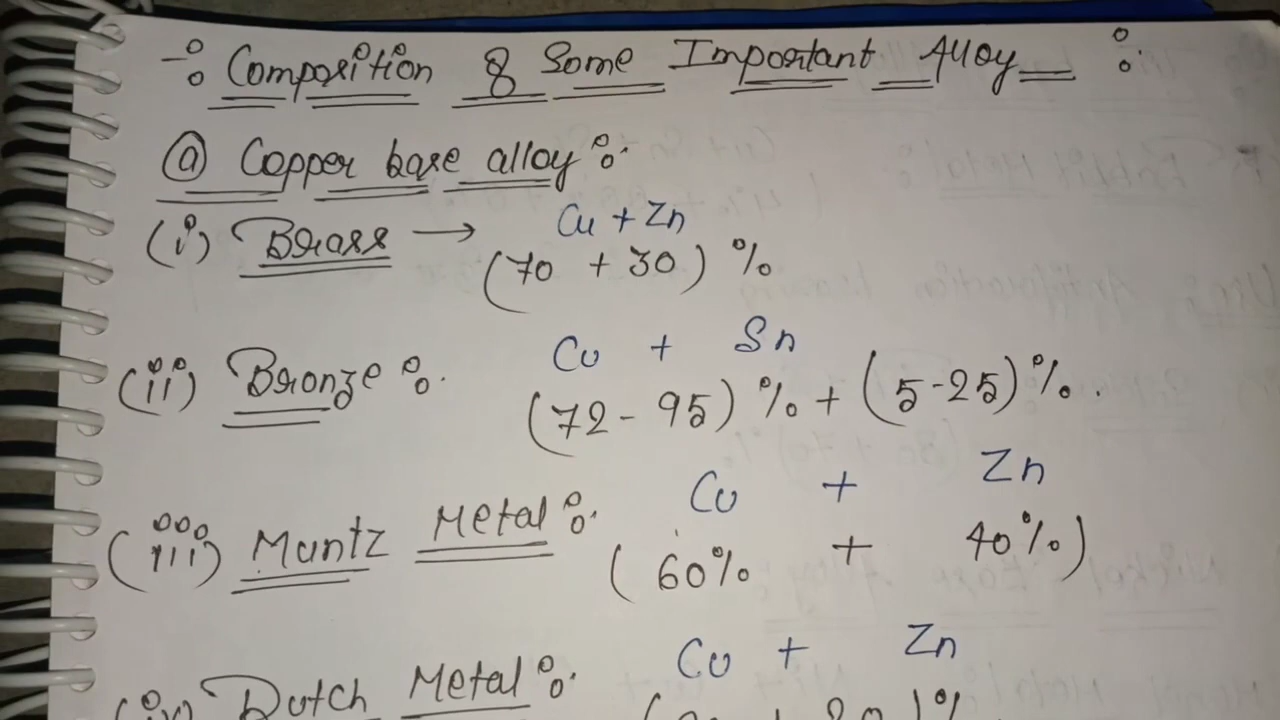 -: Composition & Some Important Alloy :
(a) Copper base alloy :
(i) Brass → Cu + Zn
(70 + 30) %
(ii) Bronze : Cu + Sn
(72 - 95) % + (5-25) %.
(iii) Muntz Metal : Cu + Zn
(60% + 40%)
(iv) Dutch Metal : Cu + Zn